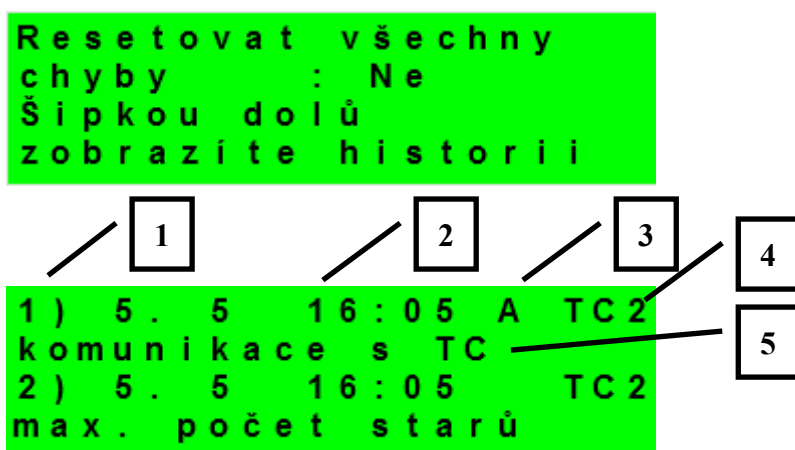 Resetovat všechny
chyby : Ne
Šipkou dolů
zobrazíte historii
1 2 3
4
1) 5. 5 16:05 A TC2
komunikace s TC
5
2) 5. 5 16:05 TC2
max. počet starů